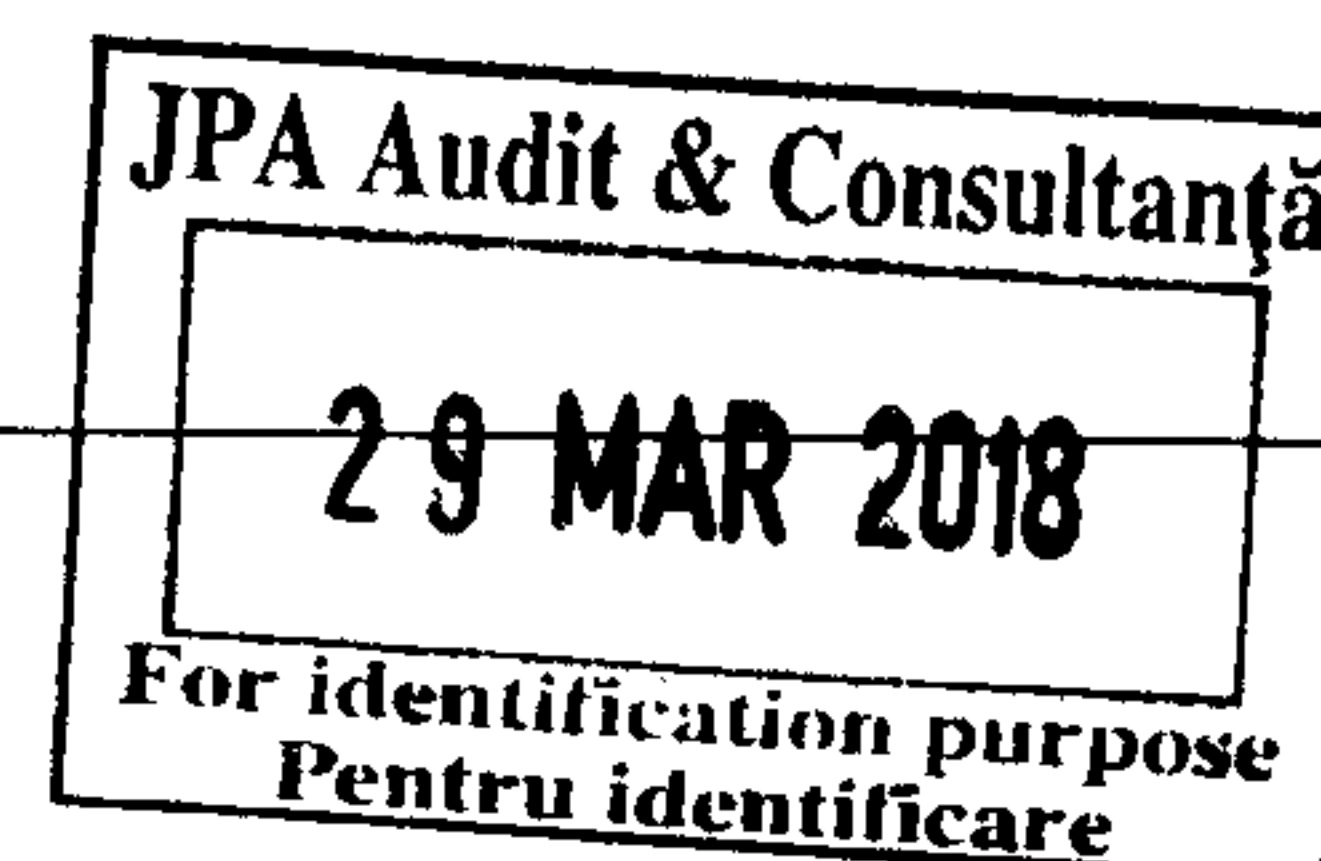 JPA Audit & Consultanţă
29 MAR 2018
For identification purpose
Pentru identificare